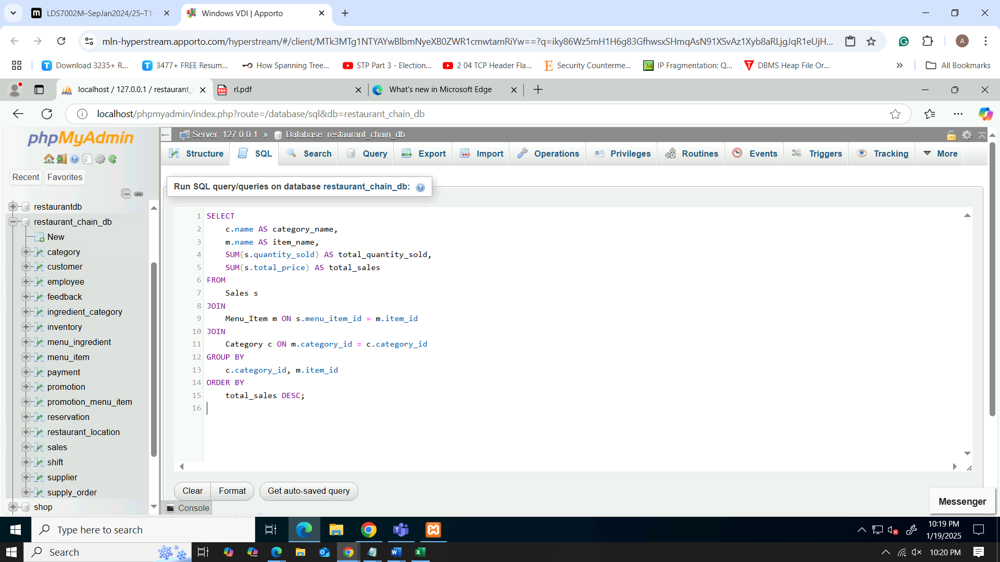 LDS7002M–SepJan2024/25–T1-
Windows VDI | Apporto
mln-hyperstream.apporto.com/hyperstream/#/client/MTk3MTg1NTYAYwBlbmNyeXB0ZWR1cmwtamRiYw==?q=iky86Wz5mH1H6g83GfhwsxSHmqAsN91XSvAz1Xyb8aRLjgJqR1eUjH...
A
Download 3235+ R...
3477+ FREE Resum...
How Spanning Tree...
STP Part 3 - Election...
2 04 TCP Header Fla...
Security Counterme...
IP Fragmentation: Q...
DBMS Heap File Or...
All Bookmarks
localhost / 127.0.0.1 / restaurant_
rl.pdf
What's new in Microsoft Edge
localhost/phpmyadmin/index.php?route=/database/sql&db=restaurant_chain_db
phpMyAdmin
Recent
Favorites
restaurantdb
restaurant_chain_db
New
category
customer
employee
feedback
ingredient_category
inventory
menu_ingredient
menu_item
payment
promotion
promotion_menu_item
reservation
restaurant_location
sales
shift
supplier
supply_order
shop
Server: 127.0.0.1 » Database: restaurant_chain_db
Structure
SQL
Search
Query
Export
Import
Operations
Privileges
Routines
Events
Triggers
Tracking
More
Run SQL query/queries on database restaurant_chain_db:
1 SELECT
2 c.name AS category_name,
3 m.name AS item_name,
4 SUM(s.quantity_sold) AS total_quantity_sold,
5 SUM(s.total_price) AS total_sales
6 FROM
7 Sales s
8 JOIN
9 Menu_Item m ON s.menu_item_id = m.item_id
10 JOIN
11 Category c ON m.category_id = c.category_id
12 GROUP BY
13 c.category_id, m.item_id
14 ORDER BY
15 total_sales DESC;
16
Clear
Format
Get auto-saved query
Console
Messenger
Type here to search
10:19 PM
1/19/2025
Search
10:20 PM